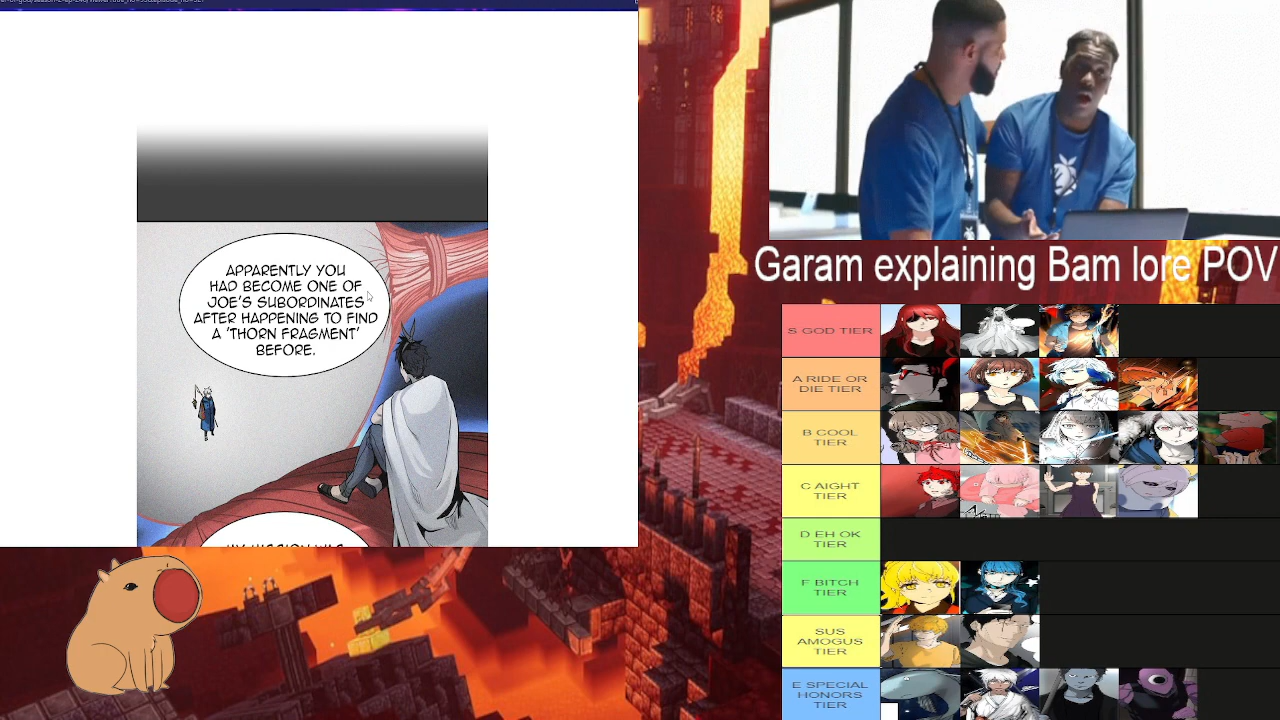 APPARENTLY YOU
HAD BECOME ONE OF
JOE'S SUBORDINATES
AFTER HAPPENING TO FIND
A 'THORN FRAGMENT'
BEFORE.
Garam explaining Bam lore POV
S GOD TIER
A RIDE OR
DIE TIER
B COOL
TIER
C AIGHT
TIER
D EH OK
TIER
F BITCH
TIER
SUS
AMOGUS
TIER
E SPECIAL
HONORS
TIER